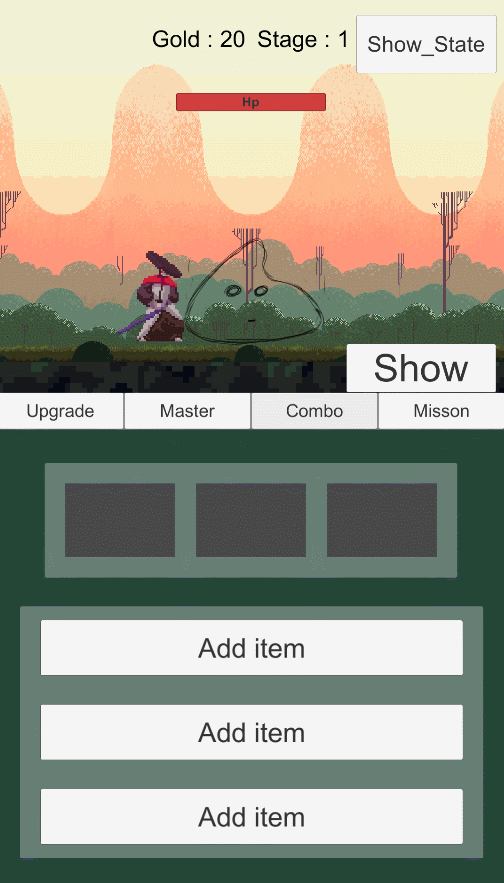 Gold : 20 Stage : 1 Show_State
Hp
Show
Upgrade Master Combo Misson
Add item
Add item
Add item